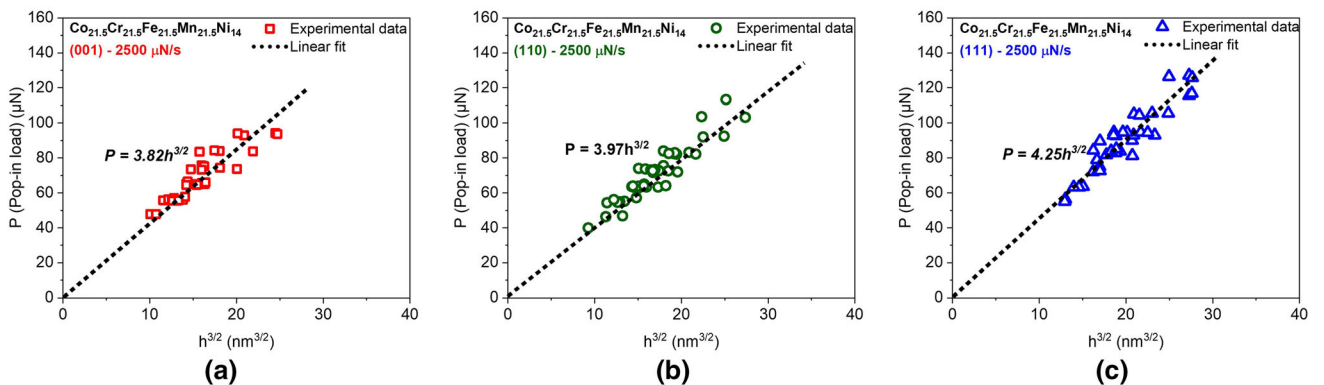 P (Pop-in load) (μN)
160
140
120
100
80
60
40
20
0
Co21.5Cr21.5Fe21.5Mn21.5Ni14
(001) - 2500 μN/s
Experimental data
Linear fit
P = 3.82h3/2
0 10 20 30 40
h3/2 (nm3/2)
(a)
P (Pop-in load) (μN)
160
140
120
100
80
60
40
20
0
Co21.5Cr21.5Fe21.5Mn21.5Ni14
(110) - 2500 μN/s
Experimental data
Linear fit
P = 3.97h3/2
0 10 20 30 40
h3/2 (nm3/2)
(b)
P (Pop-in load) (μN)
160
140
120
100
80
60
40
20
0
Co21.5Cr21.5Fe21.5Mn21.5Ni14
(111) - 2500 μN/s
Experimental data
Linear fit
P = 4.25h3/2
0 10 20 30 40
h3/2 (nm3/2)
(c)